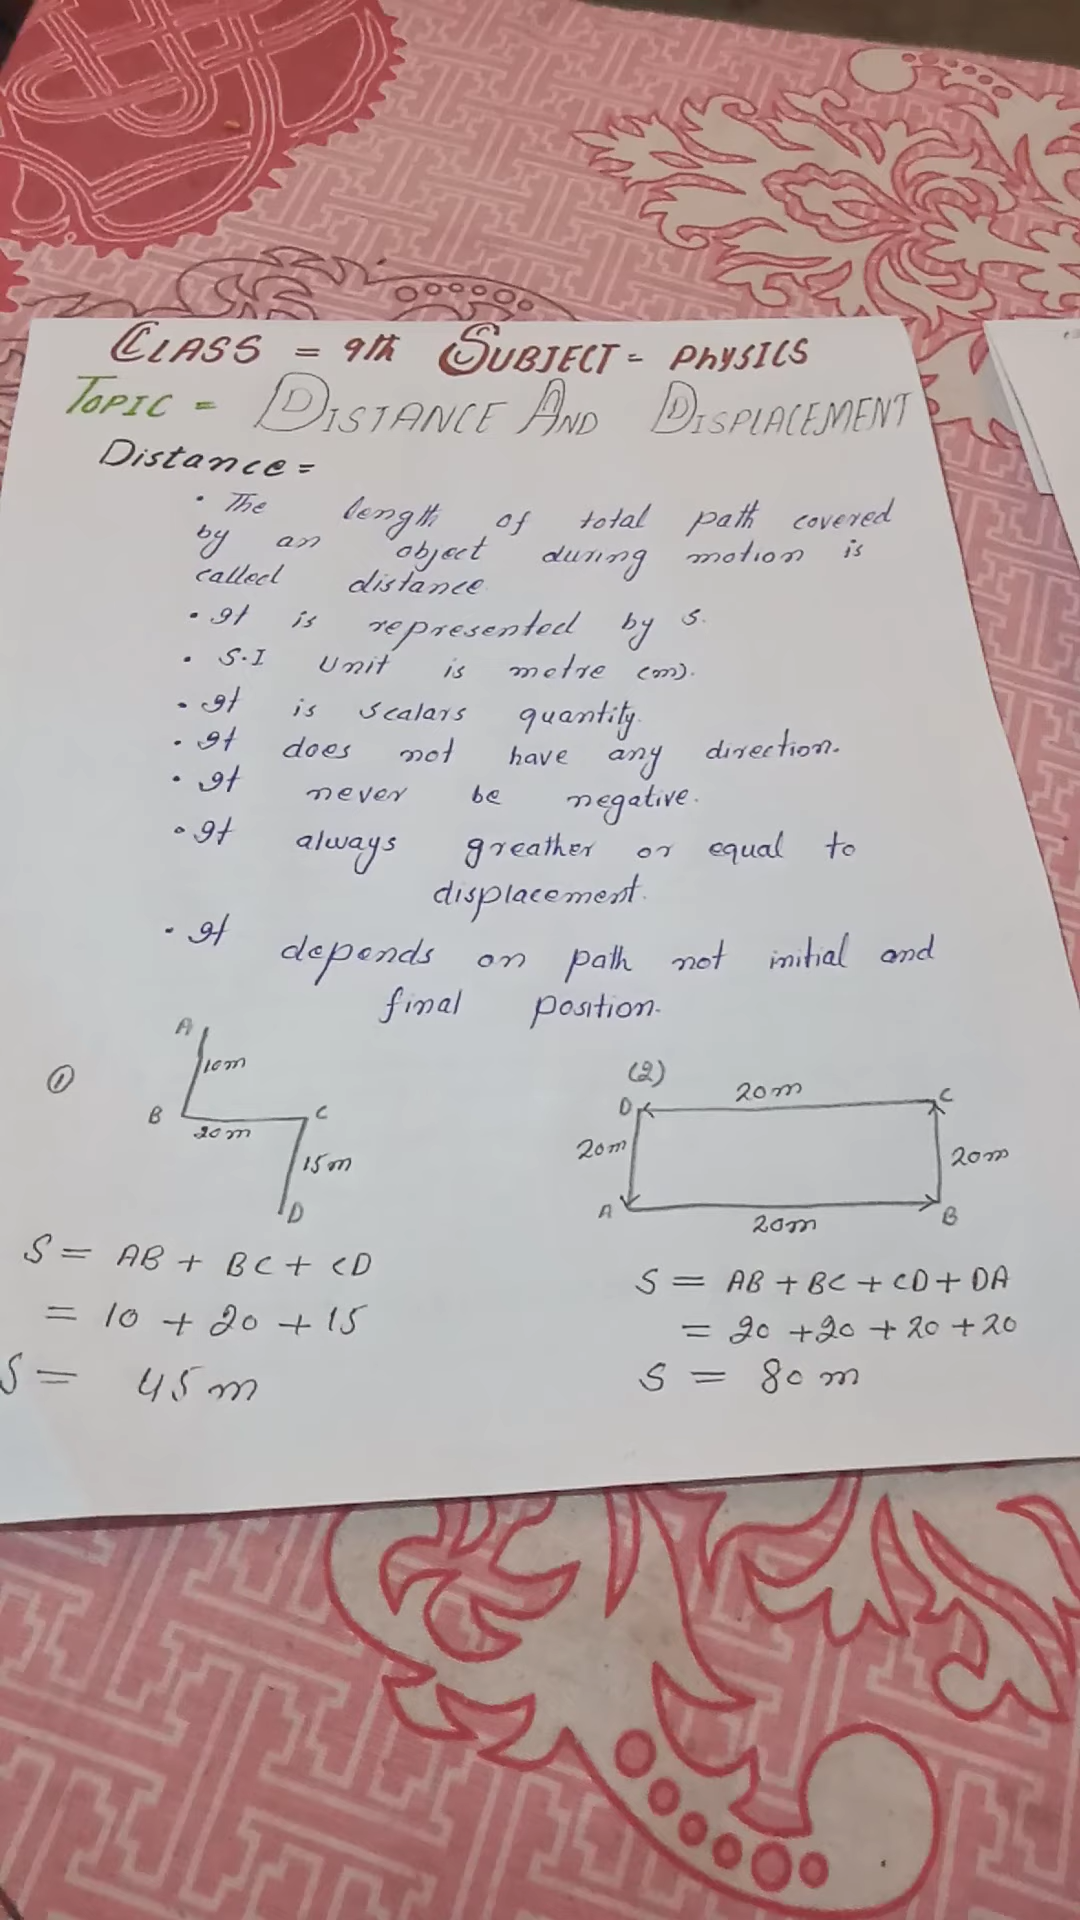 CLASS = 9th SUBJECT = PHYSICS
TOPIC = DISTANCE AND DISPLACEMENT
Distance =
• The length of total path covered
by an object during motion is
called distance.
• It is represented by s.
• S.I Unit is metre (m).
• It is scalars quantity.
• It does not have any direction.
• It never be negative.
• It always greather or equal to
displacement.
• It depends on path not initial and
final position.
①
A
10m
B
20m
C
15m
D
S = AB + BC + CD
= 10 + 20 + 15
S = 45 m
(2)
20m
D
C
20m
20m
A
20m
B
S = AB + BC + CD + DA
= 20 + 20 + 20 + 20
S = 80 m